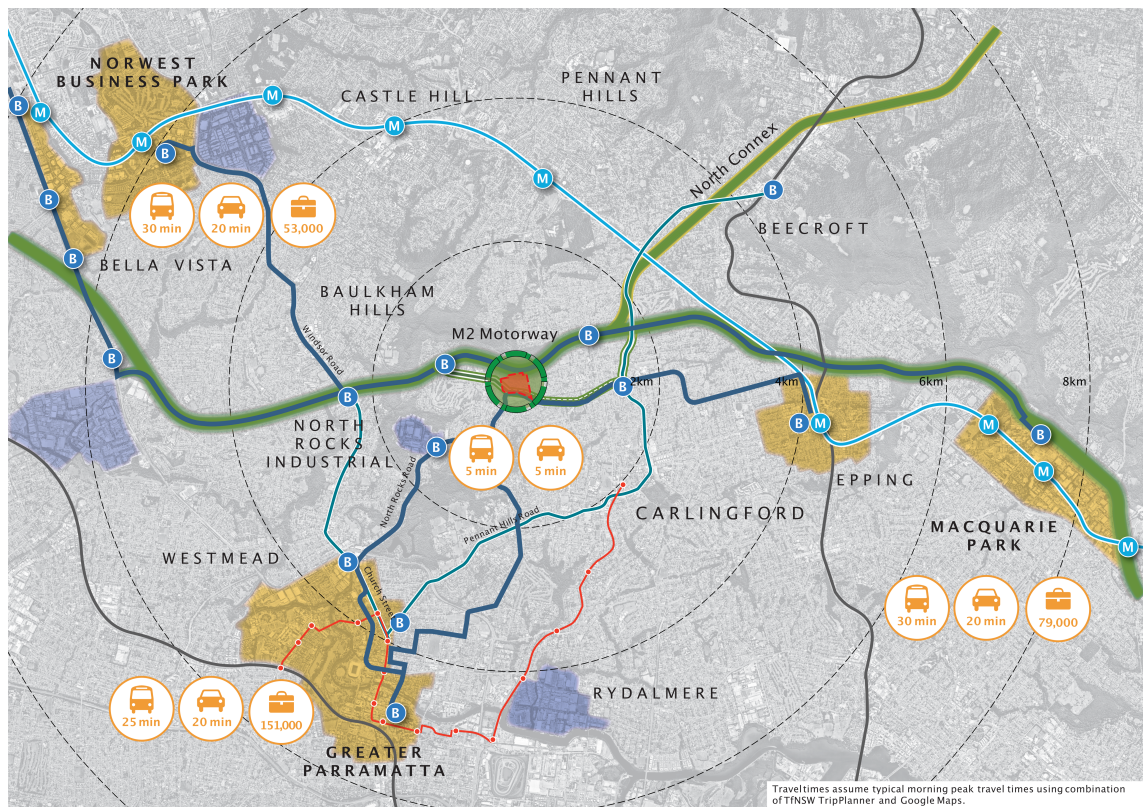 NORWEST
BUSINESS PARK
PENNANT
HILLS
CASTLE HILL
M
B
M
M
M
B
M
B
B
North Connex
30 min
20 min
53,000
BEECROFT
B
BELLA VISTA
BAULKHAM
HILLS
Windsor Road
M2 Motorway
B
B
B
B
2km
4km
6km
8km
B
NORTH
ROCKS
INDUSTRIAL
B
North Rocks Road
5 min
5 min
B
M
M
B
M
EPPING
Pennant Hills Road
CARLINGFORD
MACQUARIE
PARK
M
WESTMEAD
B
Church Street
B
30 min
20 min
79,000
RYDALMERE
25 min
20 min
151,000
B
GREATER
PARRAMATTA
Travel times assume typical morning peak travel times using combination
of TfNSW TripPlanner and Google Maps.